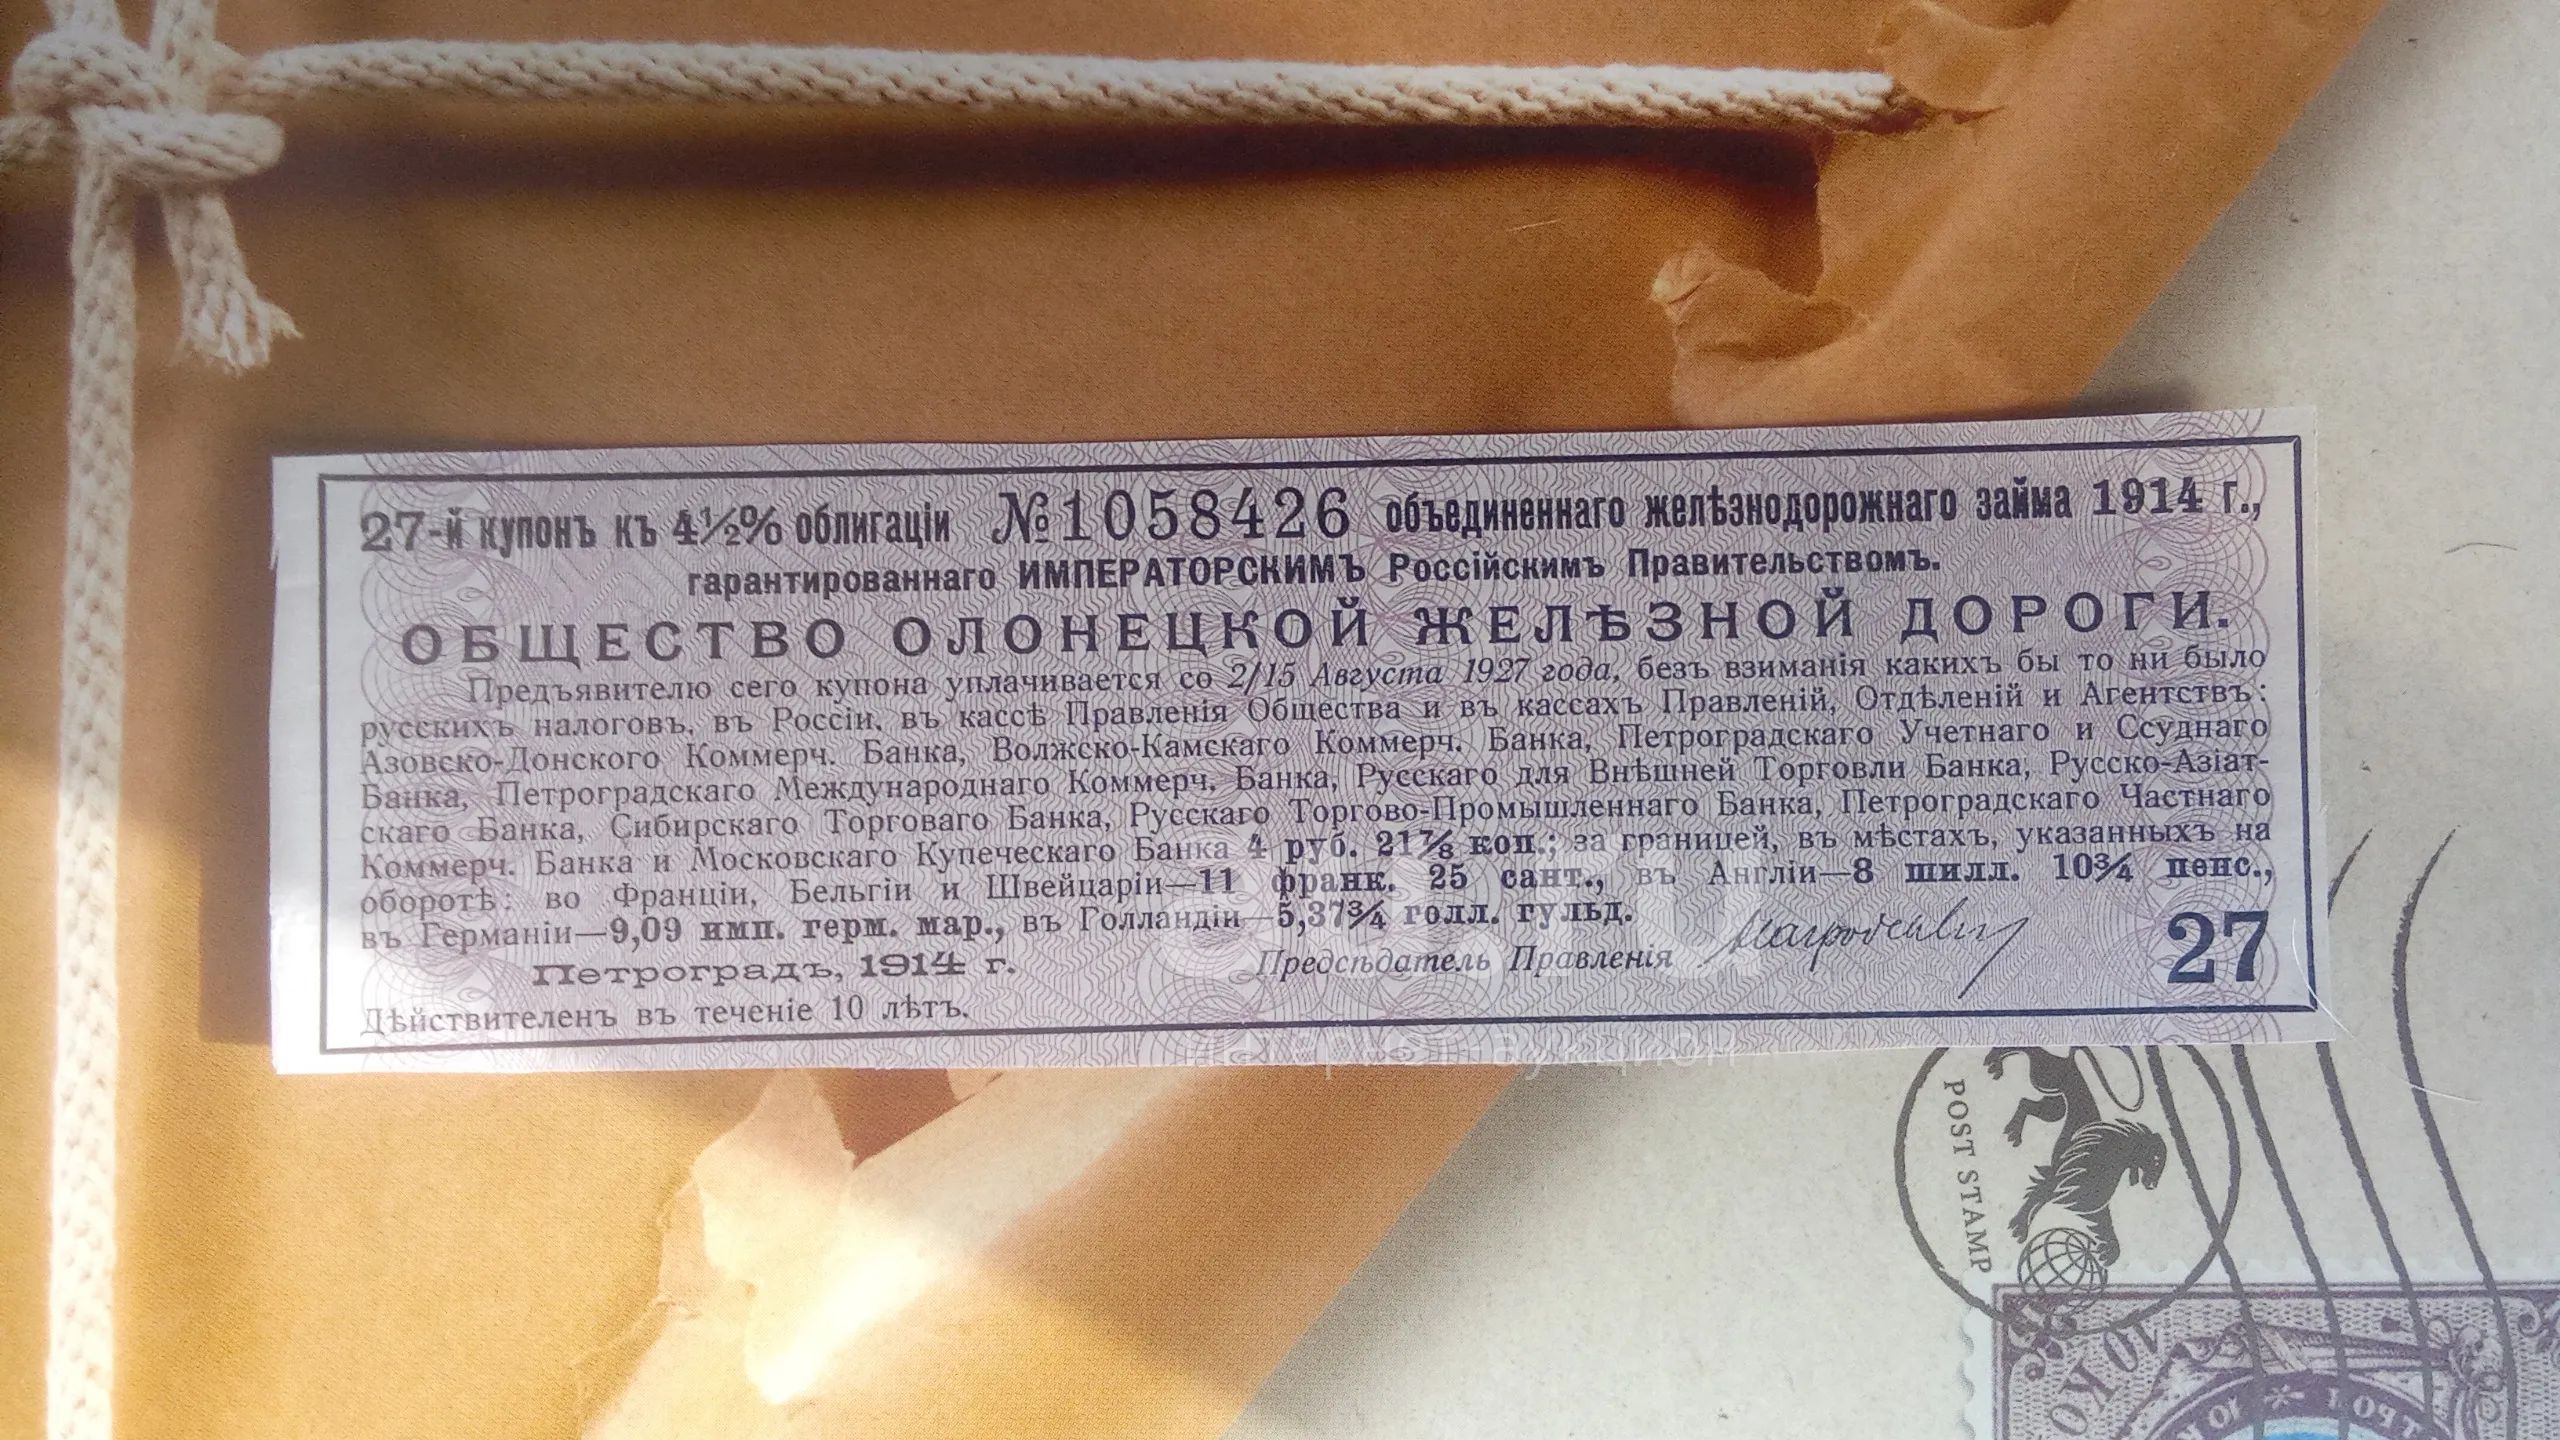 27-й купонъ къ 4½% облигаціи №1058426 объединеннаго желѣзнодорожнаго займа 1914 г.,
гарантированнаго ИМПЕРАТОРСКИМЪ Россійскимъ Правительствомъ.
ОБЩЕСТВО ОЛОНЕЦКОЙ ЖЕЛѢЗНОЙ ДОРОГИ.
Предъявителю сего купона уплачивается со 2/15 Августа 1927 года, безъ взиманія какихъ бы то ни было
русскихъ налоговъ, въ Россіи, въ кассѣ Правленія Общества и въ кассахъ Правленій, Отдѣленій и Агентствъ:
Азовско-Донского Коммерч. Банка, Волжско-Камскаго Коммерч. Банка, Петроградскаго Учетнаго и Ссуднаго
Банка, Петроградскаго Международнаго Коммерч. Банка, Русскаго для Внѣшней Торговли Банка, Русско-Азіат-
скаго Банка, Сибирскаго Торговаго Банка, Русскаго Торгово-Промышленнаго Банка, Петроградскаго Частнаго
Коммерч. Банка и Московскаго Купеческаго Банка 4 руб. 21⅞ коп.; за границей, въ мѣстахъ, указанныхъ на
оборотѣ: во Франціи, Бельгіи и Швейцаріи—11 франк. 25 сант., въ Англіи—8 шилл. 10¾ пенс.,
въ Германіи—9,09 имп. герм. мар., въ Голландіи—5,37¾ голл. гульд.
Петроградъ, 1914 г.
Предсѣдатель Правленія
27
Дѣйствителенъ въ теченіе 10 лѣтъ.
интернет аукцион
POST STAMP
10 КО